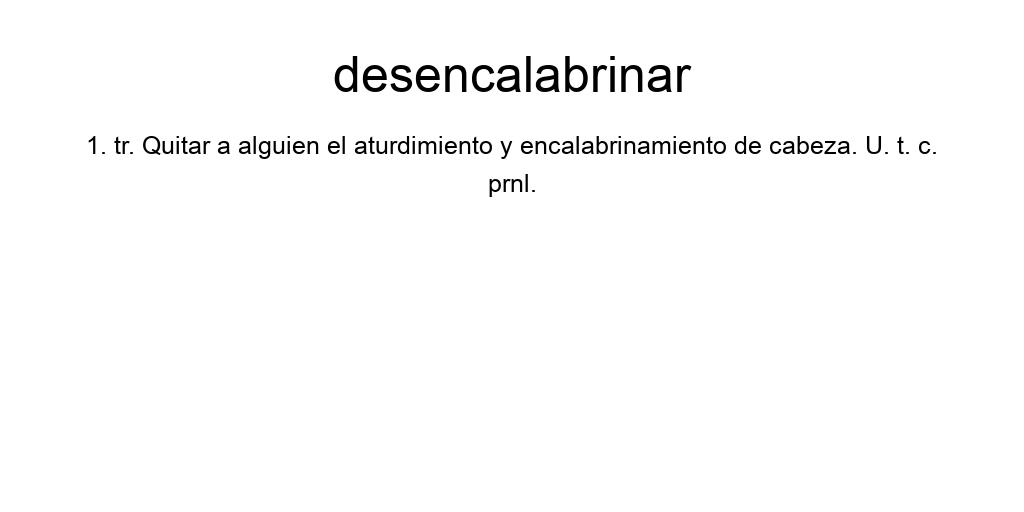 desencalabrinar
1. tr. Quitar a alguien el aturdimiento y encalabrinamiento de cabeza. U. t. c.
prnl.